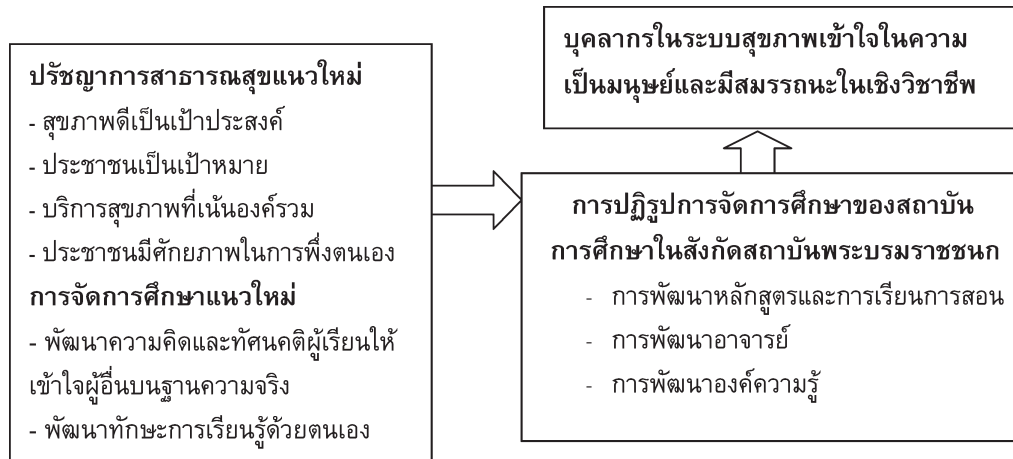 ปรัชญาการสาธารณสุขแนวใหม่
- สุขภาพดีเป็นเป้าประสงค์
- ประชาชนเป็นเป้าหมาย
- บริการสุขภาพที่เน้นองค์รวม
- ประชาชนมีศักยภาพในการพึ่งตนเอง
การจัดการศึกษาแนวใหม่
- พัฒนาความคิดและทัศนคติผู้เรียนให้
เข้าใจผู้อื่นบนฐานความจริง
- พัฒนาทักษะการเรียนรู้ด้วยตนเอง
บุคลากรในระบบสุขภาพเข้าใจในความ
เป็นมนุษย์และมีสมรรถนะในเชิงวิชาชีพ
การปฏิรูปการจัดการศึกษาของสถาบัน
การศึกษาในสังกัดสถาบันพระบรมราชชนก
- การพัฒนาหลักสูตรและการเรียนการสอน
- การพัฒนาอาจารย์
- การพัฒนาองค์ความรู้